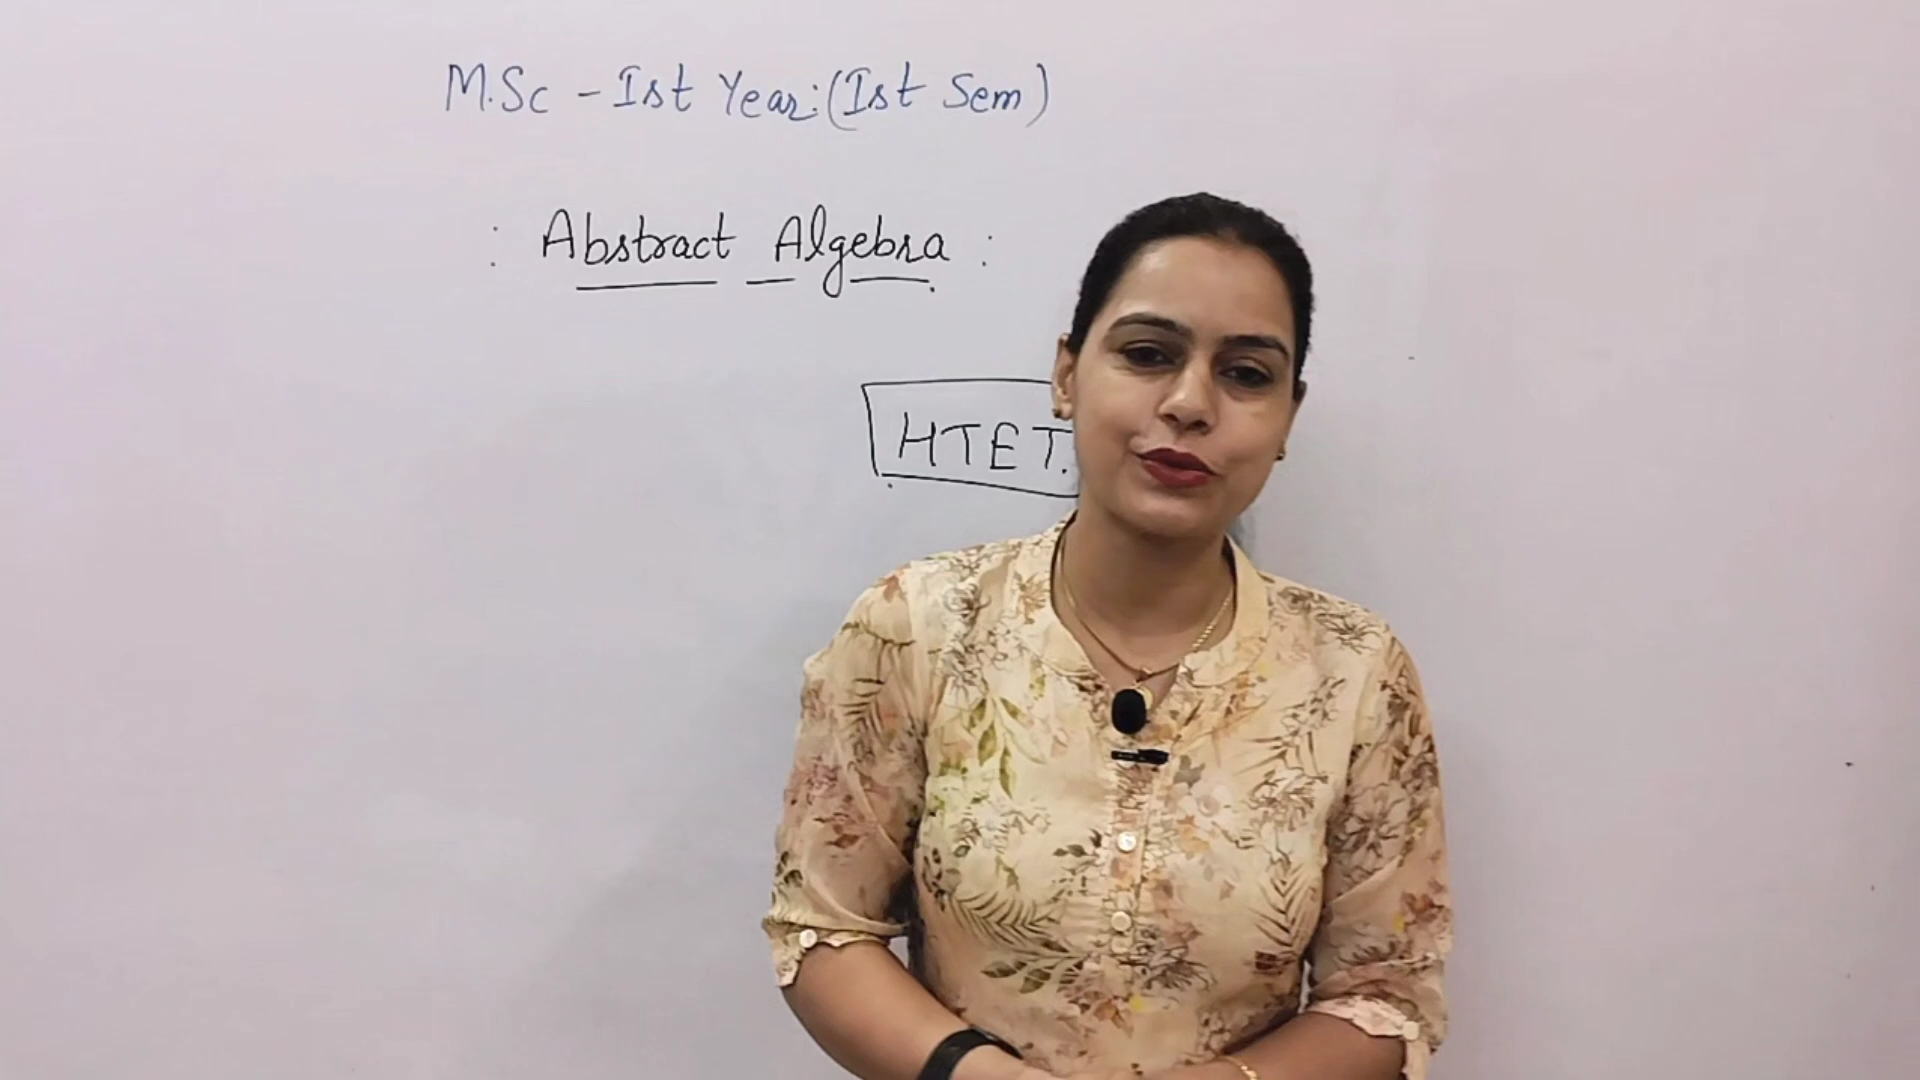 M.Sc - Ist Year: (Ist Sem)
: Abstract Algebra :
HTET.